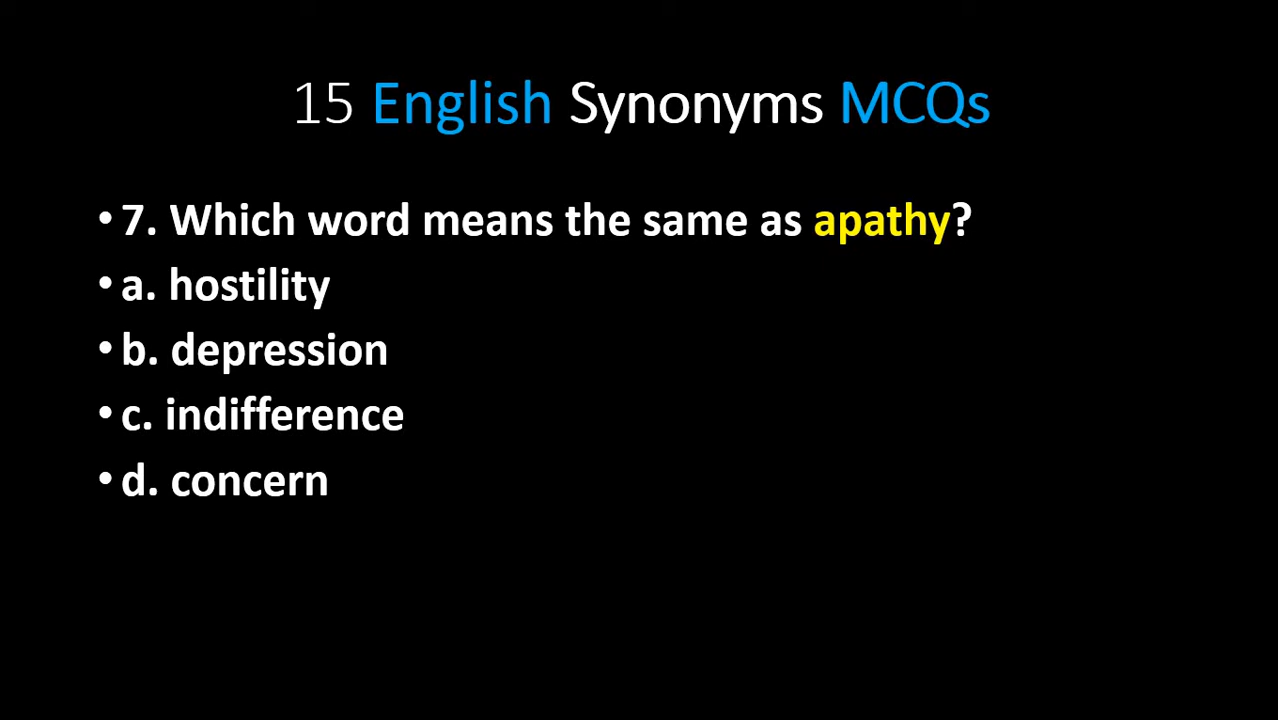 15 English Synonyms MCQs
• 7. Which word means the same as apathy?
• a. hostility
• b. depression
• c. indifference
• d. concern